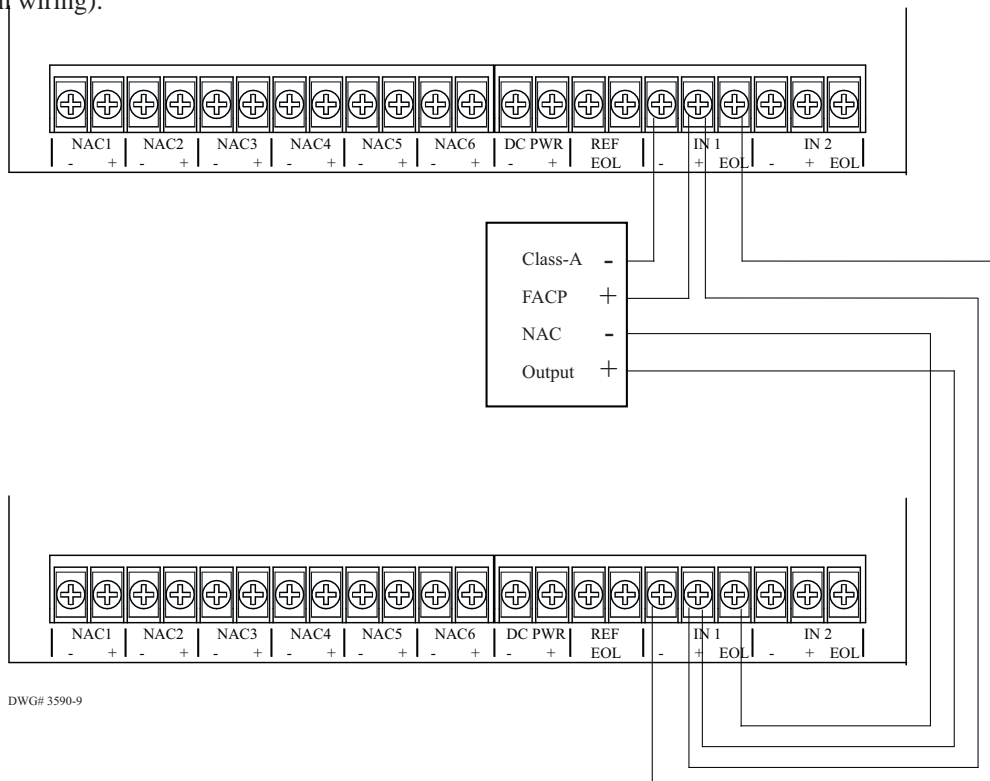 wiring).
NAC1 NAC2 NAC3 NAC4 NAC5 NAC6 DC PWR REF IN 1 IN 2
- + - + - + - + - + - + - + EOL - + EOL - + EOL
Class-A -
FACP +
NAC -
Output +
NAC1 NAC2 NAC3 NAC4 NAC5 NAC6 DC PWR REF IN 1 IN 2
- + - + - + - + - + - + - + EOL - + EOL - + EOL
DWG# 3590-9